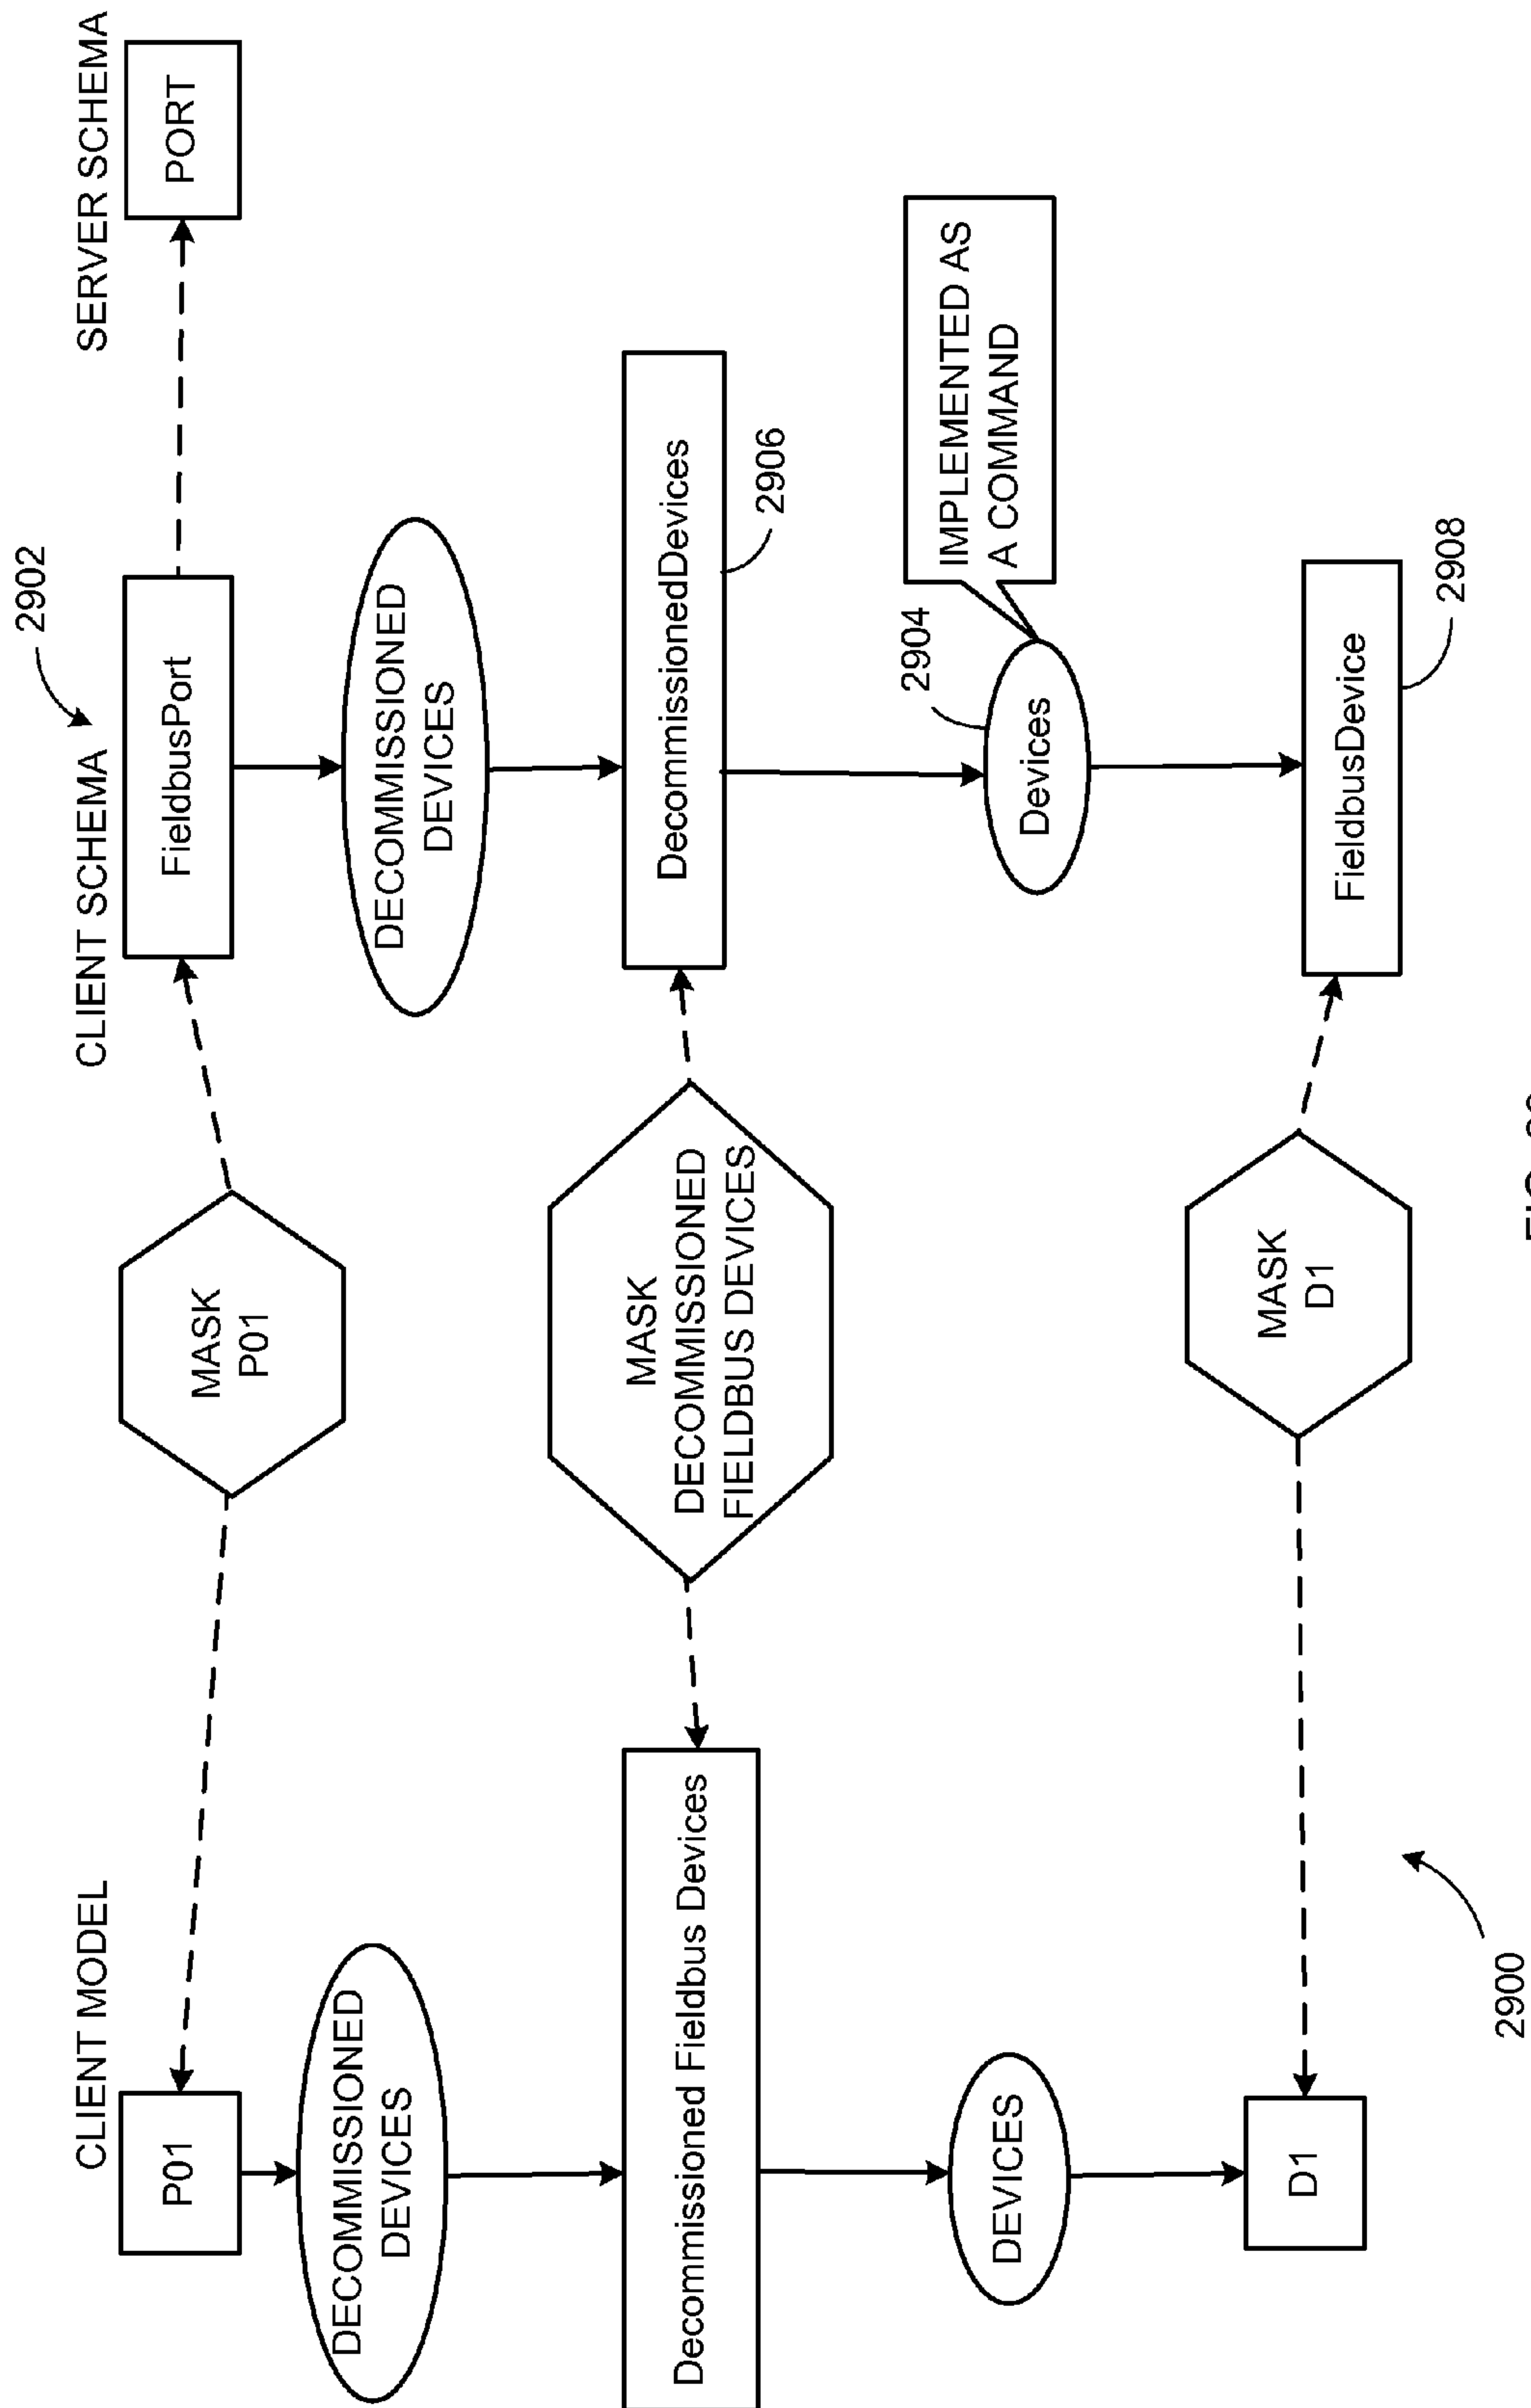 CLIENT MODEL
CLIENT SCHEMA
2902
SERVER SCHEMA
P01
MASK
P01
FieldbusPort
PORT
DECOMMISSIONED
DEVICES
DECOMMISSIONED
DEVICES
Decommissioned Fieldbus Devices
MASK
DECOMMISSIONED
FIELDBUS DEVICES
DecommissionedDevices
2906
DEVICES
2904
Devices
IMPLEMENTED AS
A COMMAND
D1
MASK
D1
FieldbusDevice
2908
2900